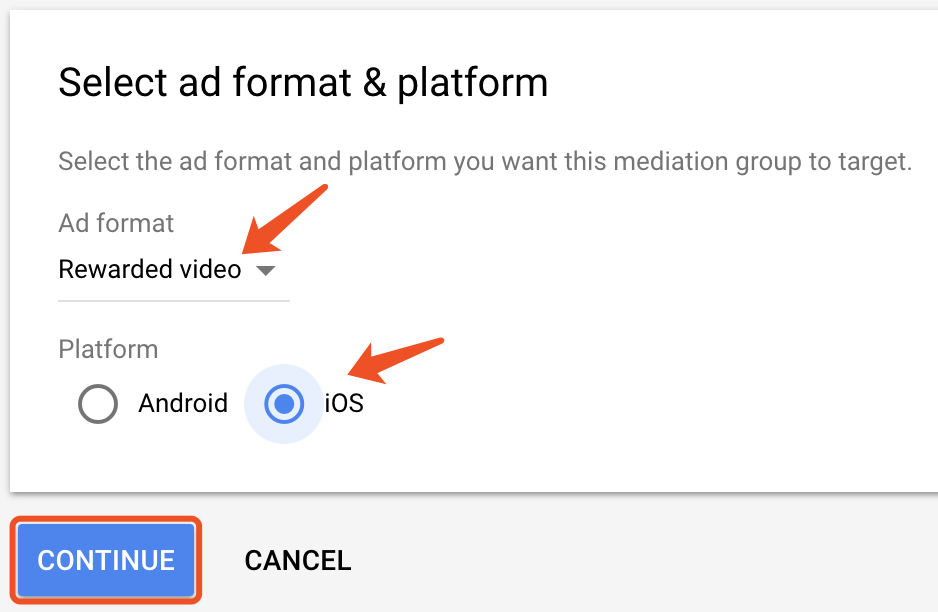 Select ad format & platform
Select the ad format and platform you want this mediation group to target.
Ad format
Rewarded video
Platform
Android iOS
CONTINUE CANCEL